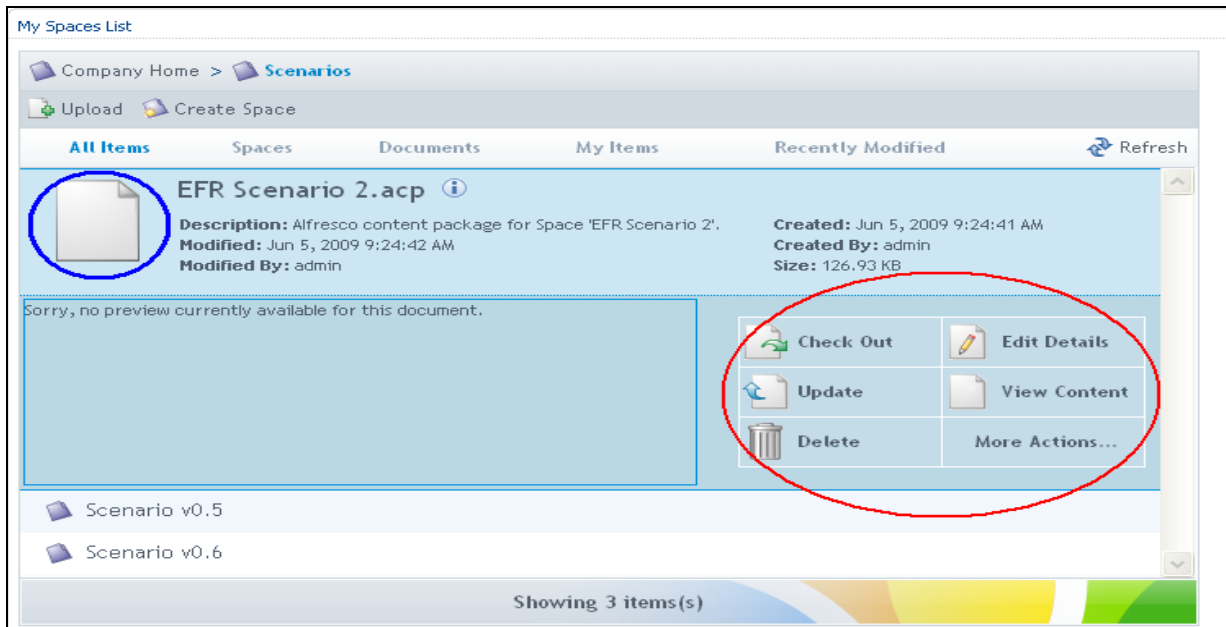 My Spaces List
Company Home > Scenarios
Upload Create Space
All Items Spaces Documents My Items Recently Modified Refresh
EFR Scenario 2.acp
Description: Alfresco content package for Space 'EFR Scenario 2'. Created: Jun 5, 2009 9:24:41 AM
Modified: Jun 5, 2009 9:24:42 AM Created By: admin
Modified By: admin Size: 126.93 KB
Sorry, no preview currently available for this document.
Check Out Edit Details
Update View Content
Delete More Actions...
Scenario v0.5
Scenario v0.6
Showing 3 items(s)